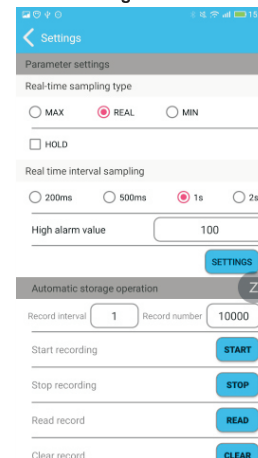 15
Settings
Parameter settings
Real-time sampling type
MAX REAL MIN
HOLD
Real time interval sampling
200ms 500ms 1s 2s
High alarm value 100
SETTINGS
Automatic storage operation Z
Record interval 1 Record number 10000
Start recording START
Stop recording STOP
Read record READ
Clear record CLEAR